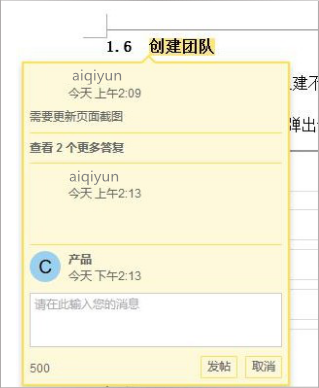 1.6 创建团队
aiqiyun
今天 上午2:09
建不
需要更新页面截图
弹出
查看 2 个更多答复
aiqiyun
今天 上午2:13
C 产品
今天 下午2:13
请在此输入您的消息
500 发帖 取消